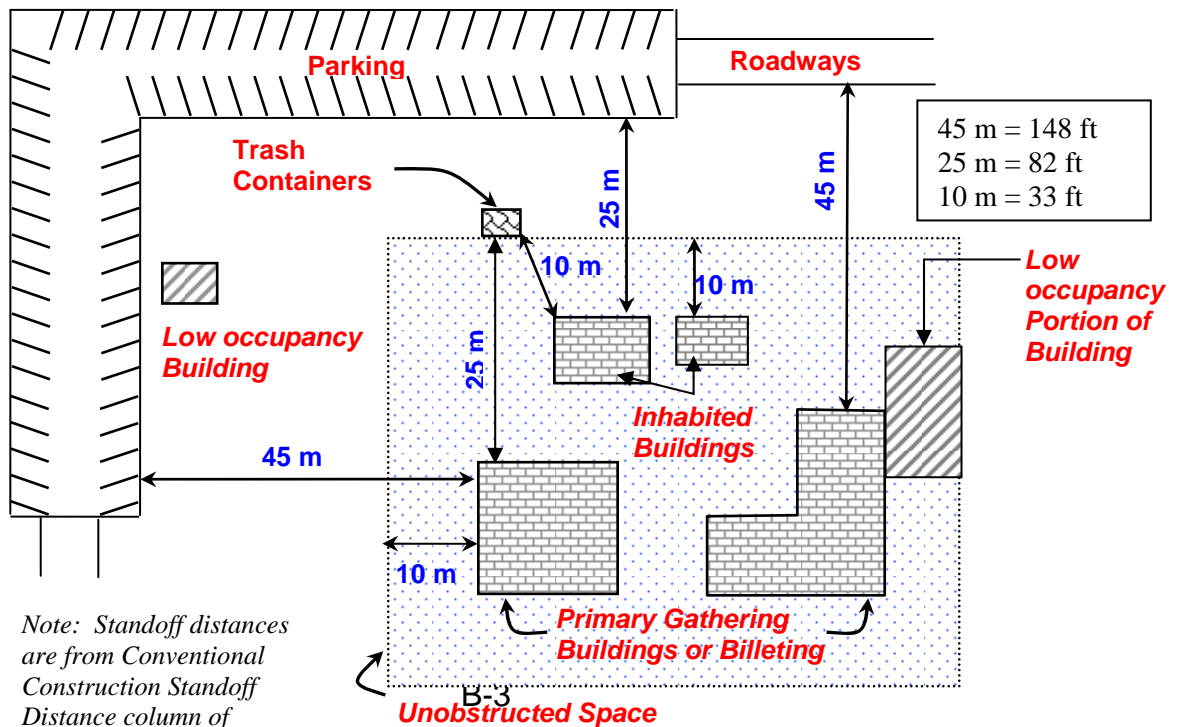 Parking
Roadways
45 m = 148 ft
25 m = 82 ft
10 m = 33 ft
Trash
Containers
25 m
45 m
10 m
10 m
Low
occupancy
Portion of
Building
Low occupancy
Building
25 m
Inhabited
Buildings
45 m
10 m
Primary Gathering
Buildings or Billeting
Note: Standoff distances
are from Conventional
Construction Standoff
Distance column of
B-3
Unobstructed Space